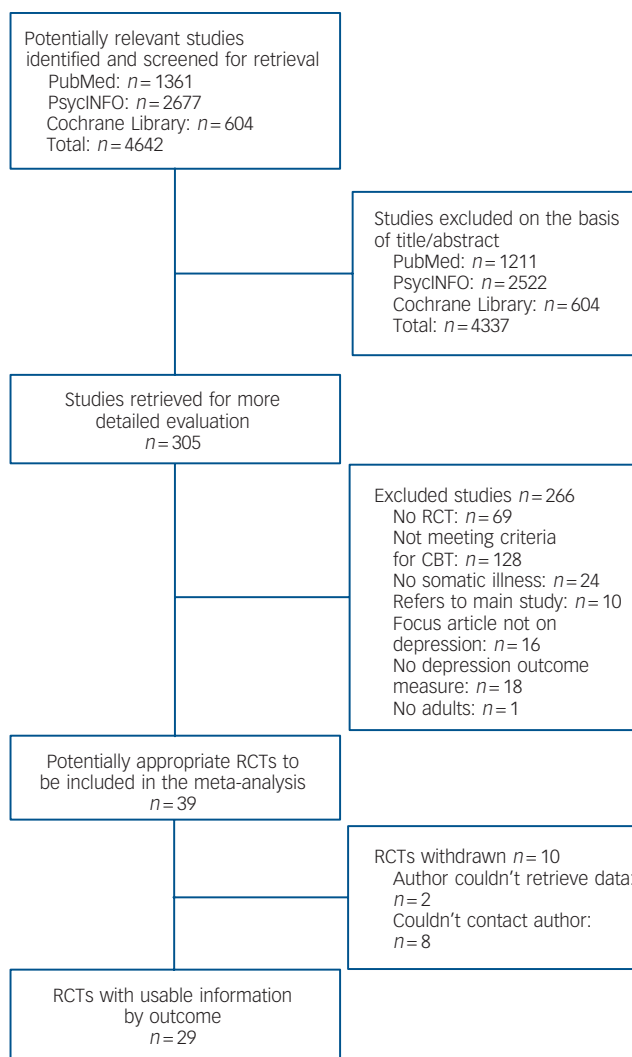 Potentially relevant studies
identified and screened for retrieval
PubMed: n=1361
PsycINFO: n=2677
Cochrane Library: n=604
Total: n=4642
Studies excluded on the basis
of title/abstract
PubMed: n=1211
PsycINFO: n=2522
Cochrane Library: n=604
Total: n=4337
Studies retrieved for more
detailed evaluation
n=305
Excluded studies n=266
No RCT: n=69
Not meeting criteria
for CBT: n=128
No somatic illness: n=24
Refers to main study: n=10
Focus article not on
depression: n=16
No depression outcome
measure: n=18
No adults: n=1
Potentially appropriate RCTs to
be included in the meta-analysis
n=39
RCTs withdrawn n=10
Author couldn't retrieve data:
n=2
Couldn't contact author:
n=8
RCTs with usable information
by outcome
n=29